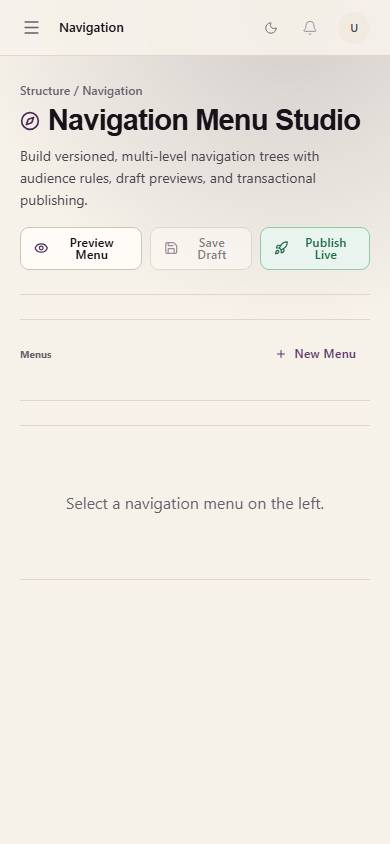 Navigation
U
Structure / Navigation
Navigation Menu Studio
Build versioned, multi-level navigation trees with
audience rules, draft previews, and transactional
publishing.
Preview
Menu
Save
Draft
Publish
Live
Menus
New Menu
Select a navigation menu on the left.